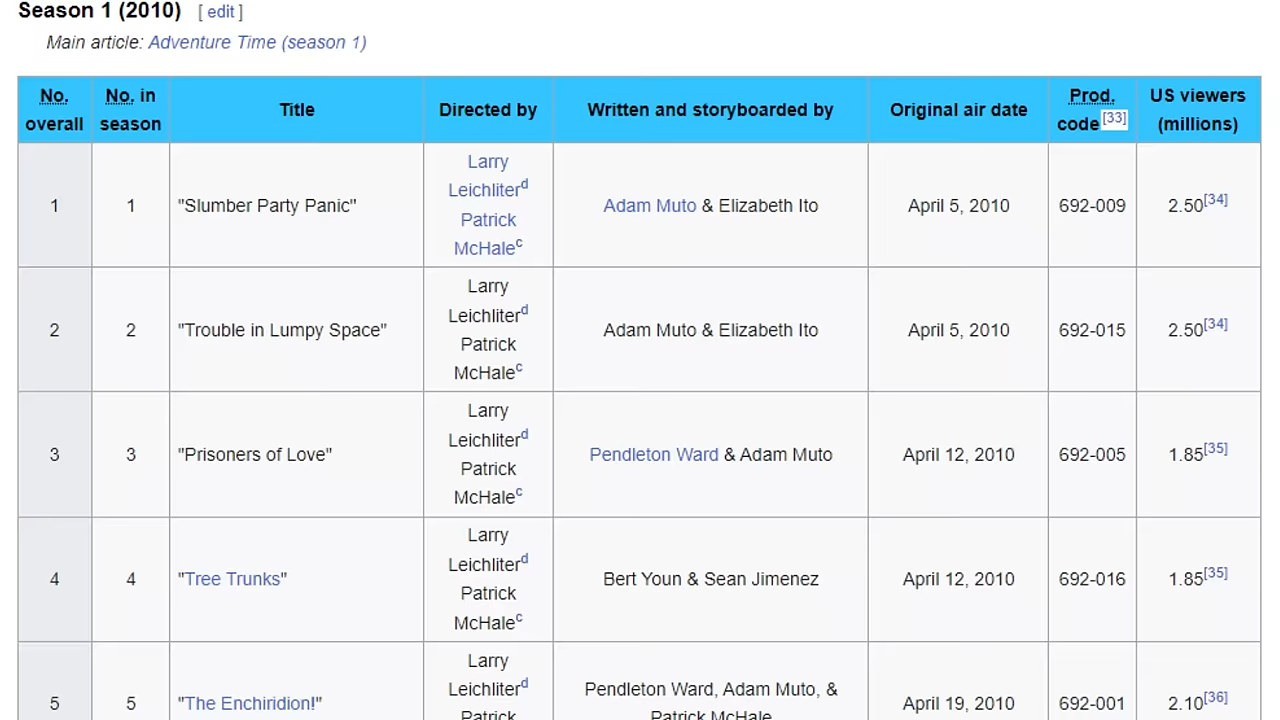 Season 1 (2010) [ edit ]
Main article: Adventure Time (season 1)
No. overall
No. in season
Title
Directed by
Written and storyboarded by
Original air date
Prod. code[33]
US viewers (millions)
1
1
"Slumber Party Panic"
Larry
Leichliterd
Patrick
McHalec
Adam Muto & Elizabeth Ito
April 5, 2010
692-009
2.50[34]
2
2
"Trouble in Lumpy Space"
Larry
Leichliterd
Patrick
McHalec
Adam Muto & Elizabeth Ito
April 5, 2010
692-015
2.50[34]
3
3
"Prisoners of Love"
Larry
Leichliterd
Patrick
McHalec
Pendleton Ward & Adam Muto
April 12, 2010
692-005
1.85[35]
4
4
"Tree Trunks"
Larry
Leichliterd
Patrick
McHalec
Bert Youn & Sean Jimenez
April 12, 2010
692-016
1.85[35]
5
5
"The Enchiridion!"
Larry
Leichliterd
Patrick
Pendleton Ward, Adam Muto, &
Patrick McHale
April 19, 2010
692-001
2.10[36]